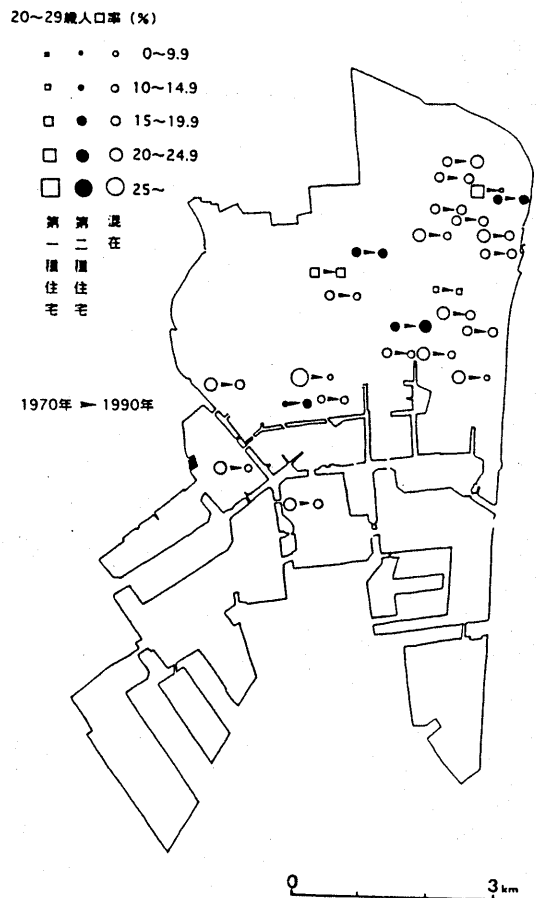 20～29歳人口率 (%)
0～9.9
10～14.9
15～19.9
20～24.9
25～
第一種住宅
第二種住宅
混在
1970年 ► 1990年
0 3km